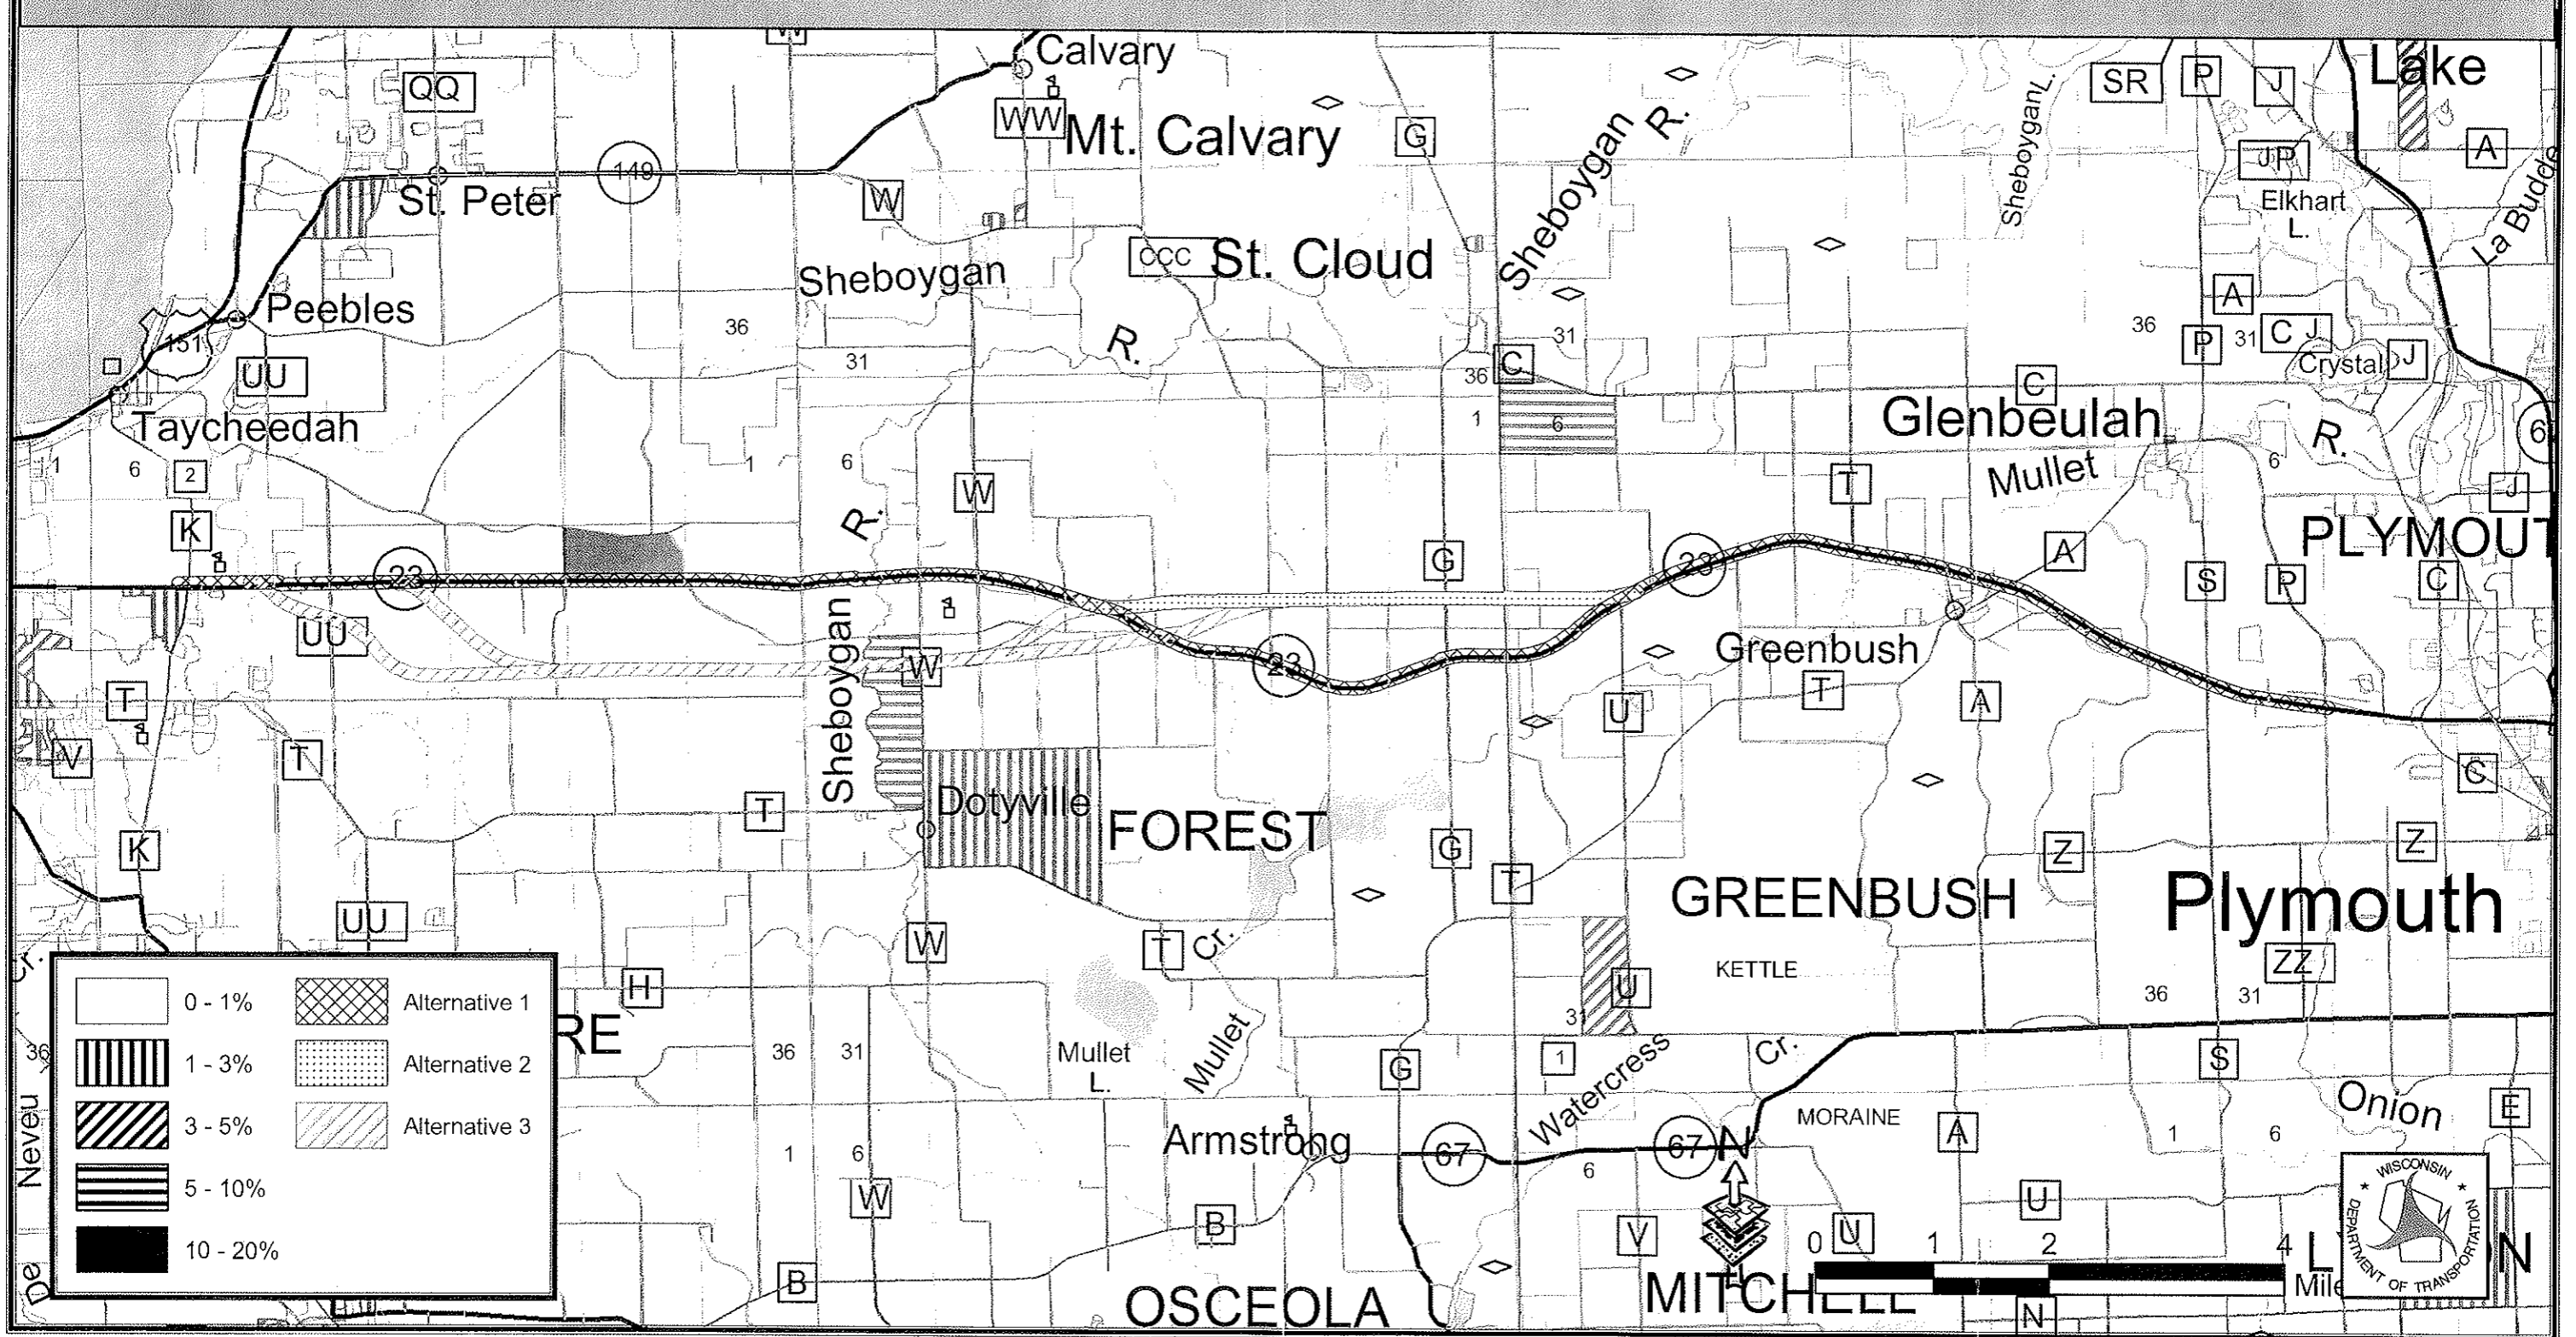 W
Calvary
QQ
WW
Mt. Calvary
G
Sheboygan
R.
Sheboygan
L.
SR
P
J
Lake
A
JP
Elkhart
L.
La Budde
149
St. Peter
W
CCC
St. Cloud
Sheboygan
R.
Peebles
151
UU
36
31
36
31
C
A
36
P
31
C
J
Crystal
J
C
Taycheedah
1
6
2
1
6
1
6
Glenbeulah
Mullet
6
R.
6
W
R.
T
J
K
PLYMOUT
23
G
23
A
S
P
C
UU
Sheboygan
W
23
Greenbush
T
U
A
T
V
T
T
Dotyville
FOREST
G
T
Z
Z
C
K
UU
W
T
Cr.
GREENBUSH
Plymouth
ZZ
Cr.
H
KETTLE
U
31
36
31
RE
36
36
31
Mullet
L.
Mullet
G
1
Watercress
Cr.
S
Onion
E
Neveu
De
0 - 1%
1 - 3%
3 - 5%
5 - 10%
10 - 20%
Alternative 1
Alternative 2
Alternative 3
1
6
Armstrong
67
67
N
6
MORAINE
A
1
6
W
B
B
V
U
U
0
1
2
4
Mile
L
N
WISCONSIN
DEPARTMENT OF TRANSPORTATION
OSCEOLA
MITCHELL
N